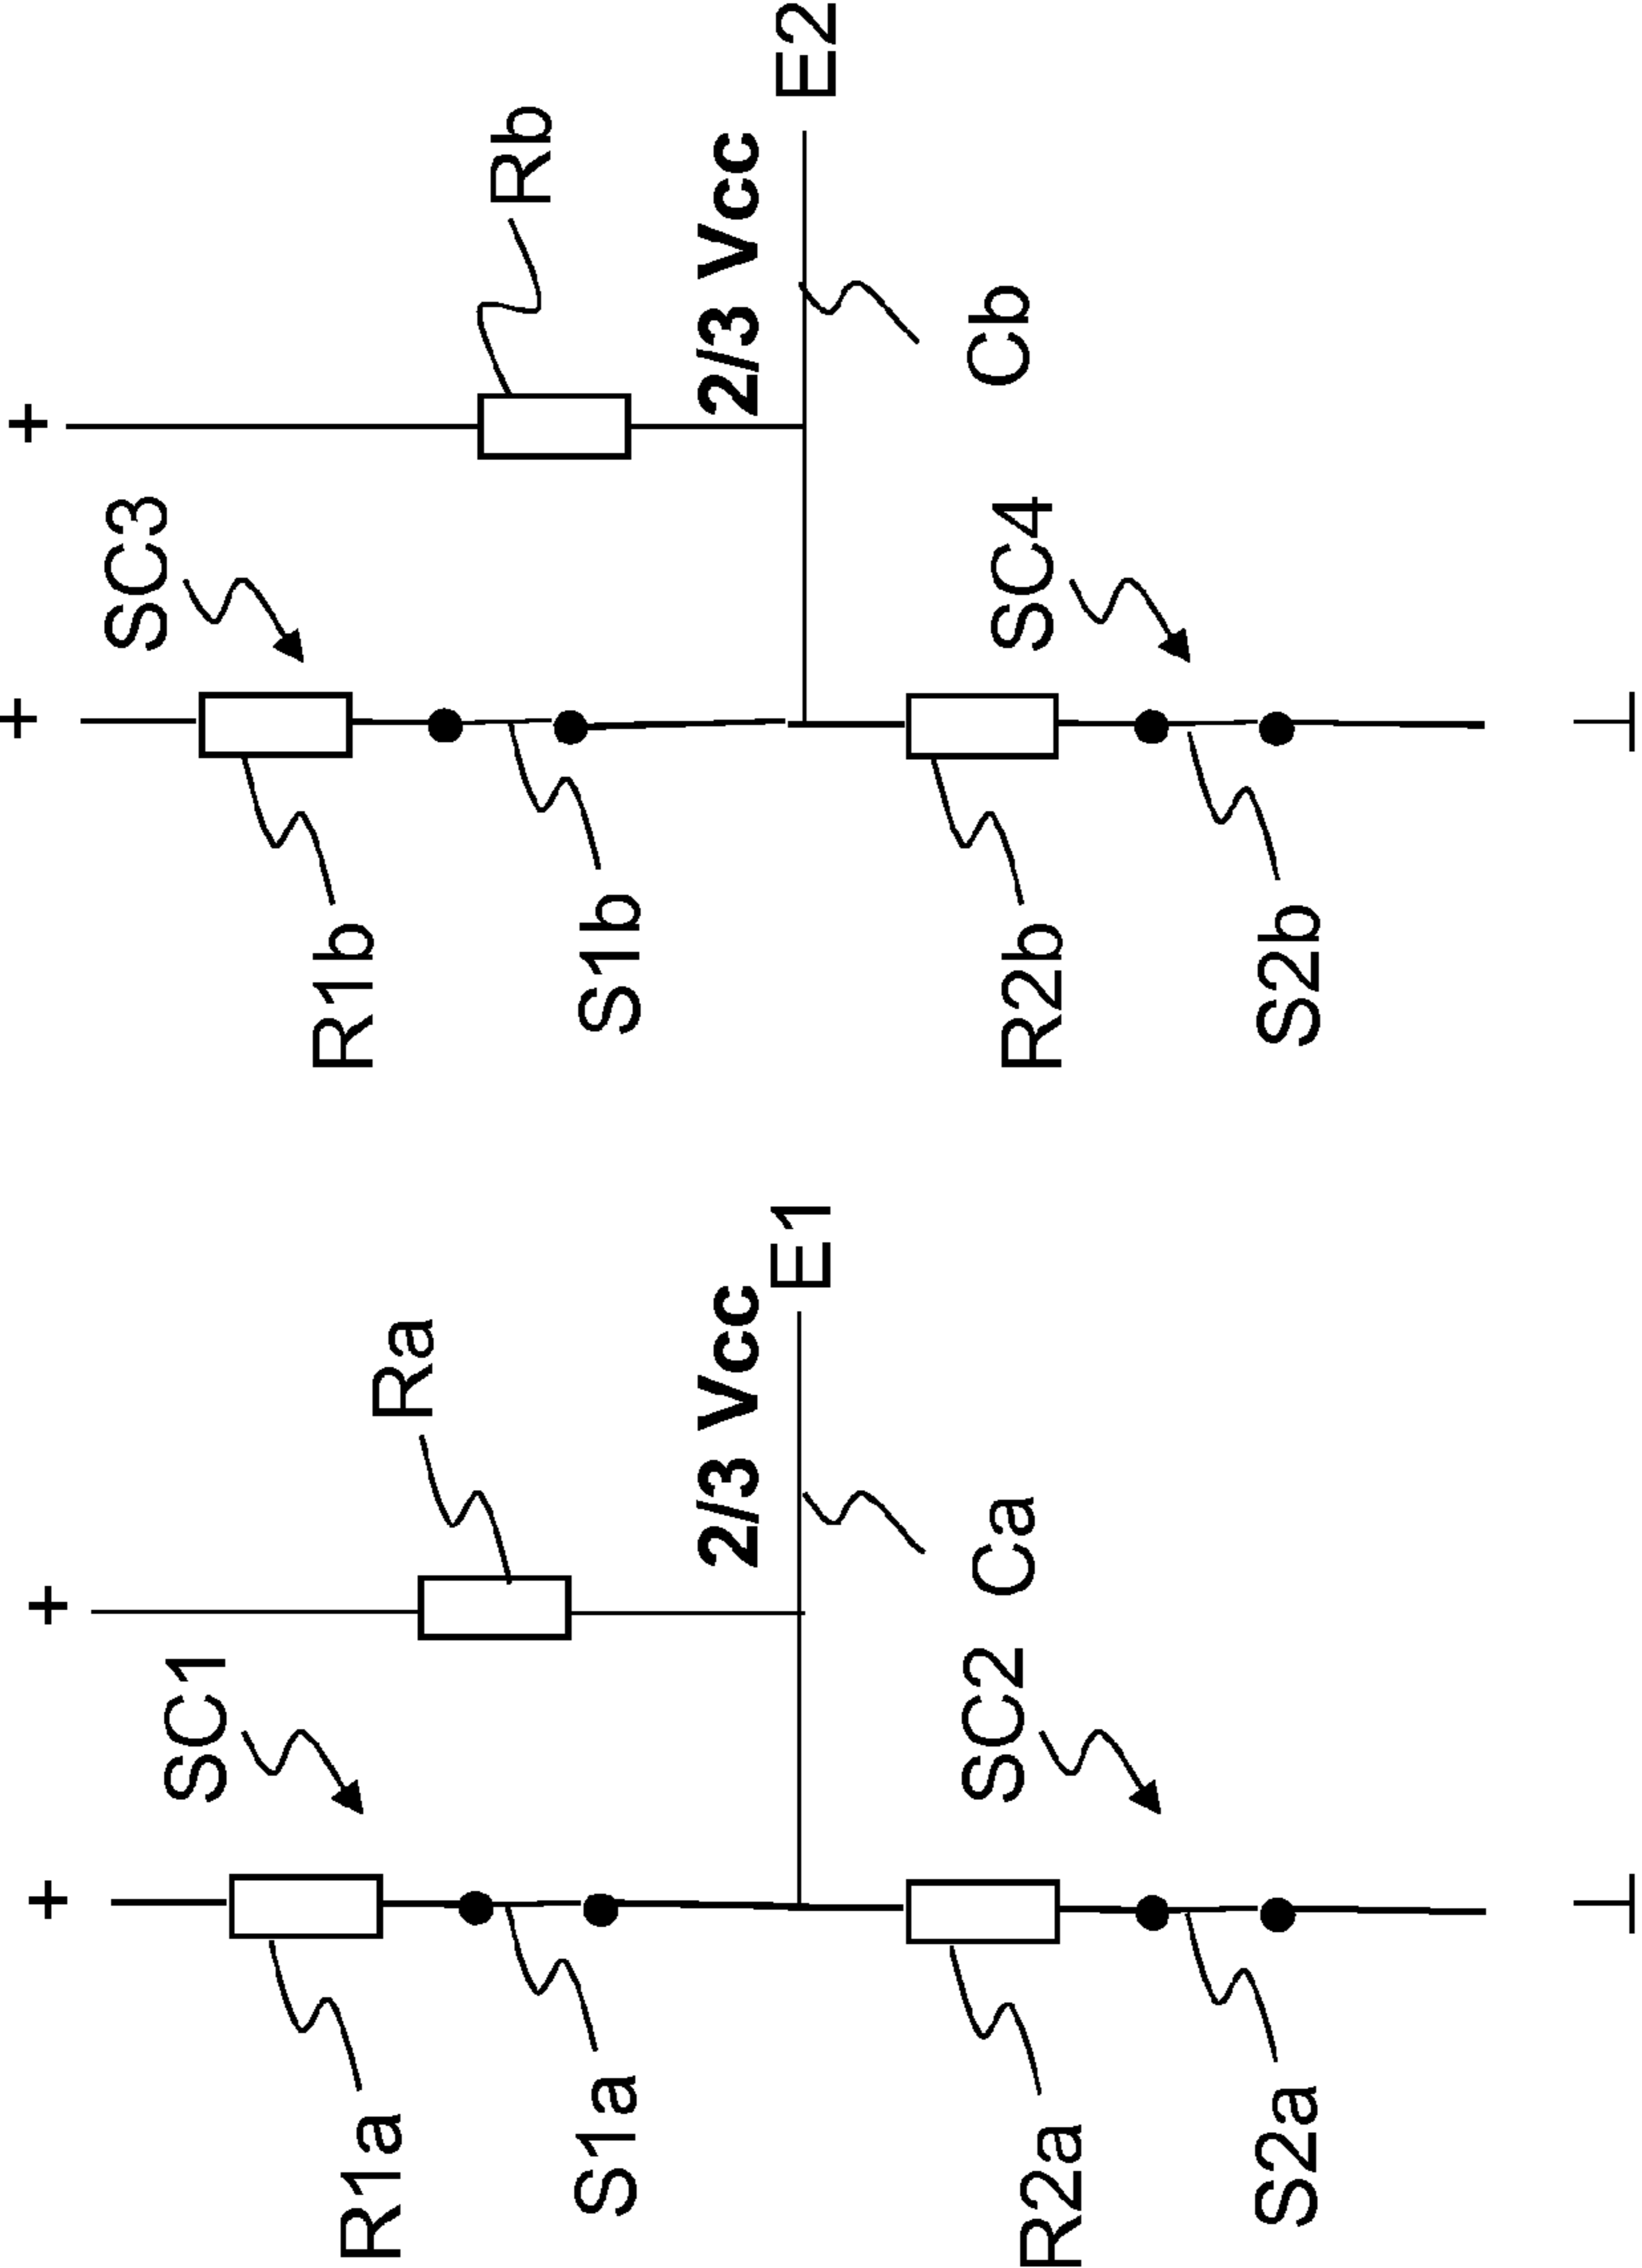 +
+
SC1
R1a
Ra
S1a
2/3 Vcc
E1
SC2
Ca
R2a
S2a
+
+
SC3
R1b
Rb
S1b
2/3 Vcc
E2
Cb
SC4
R2b
S2b